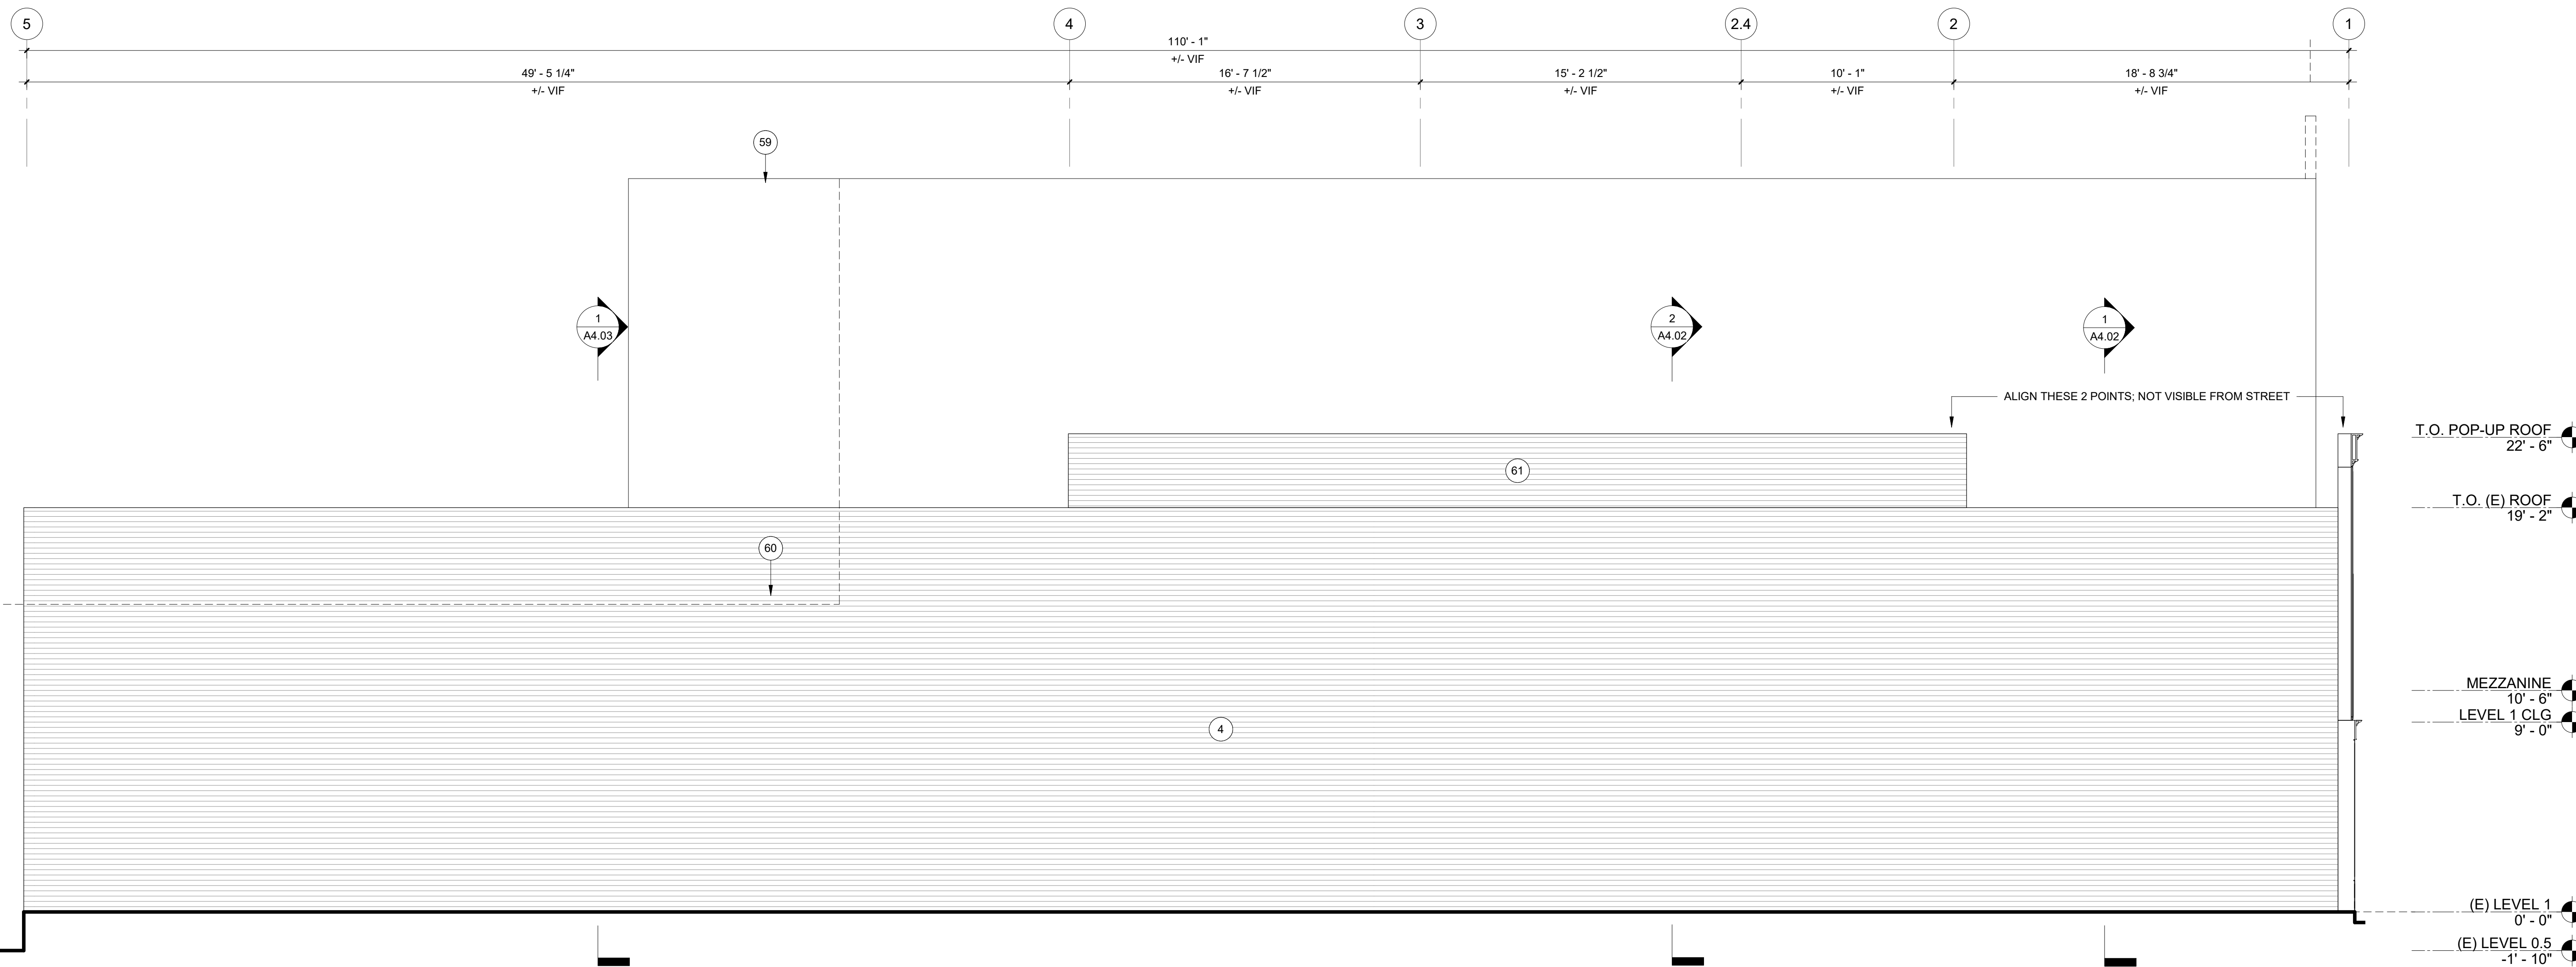 5
4
3
2.4
2
1
110' - 1"
+/- VIF
49' - 5 1/4"
+/- VIF
16' - 7 1/2"
+/- VIF
15' - 2 1/2"
+/- VIF
10' - 1"
+/- VIF
18' - 8 3/4"
+/- VIF
59
1
A4.03
2
A4.02
1
A4.02
ALIGN THESE 2 POINTS; NOT VISIBLE FROM STREET
T.O. POP-UP ROOF
22' - 6"
61
T.O. (E) ROOF
19' - 2"
60
MEZZANINE
10' - 6"
LEVEL 1 CLG
9' - 0"
4
(E) LEVEL 1
0' - 0"
(E) LEVEL 0.5
-1' - 10"